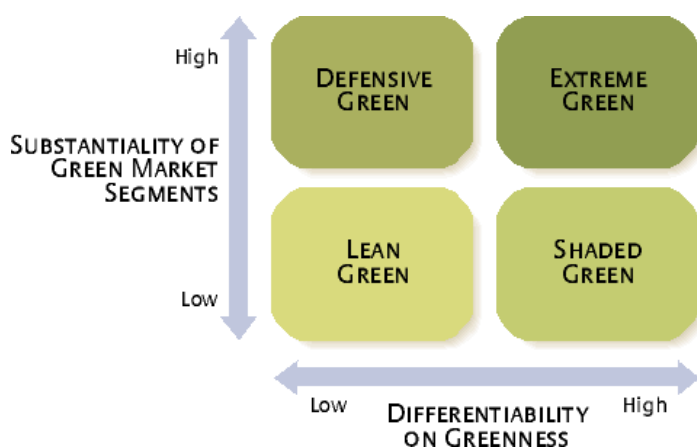 High
DEFENSIVE
GREEN
EXTREME
GREEN
SUBSTANTIALITY OF
GREEN MARKET
SEGMENTS
LEAN
GREEN
SHADED
GREEN
Low
Low
High
DIFFERENTIABILITY
ON GREENNESS